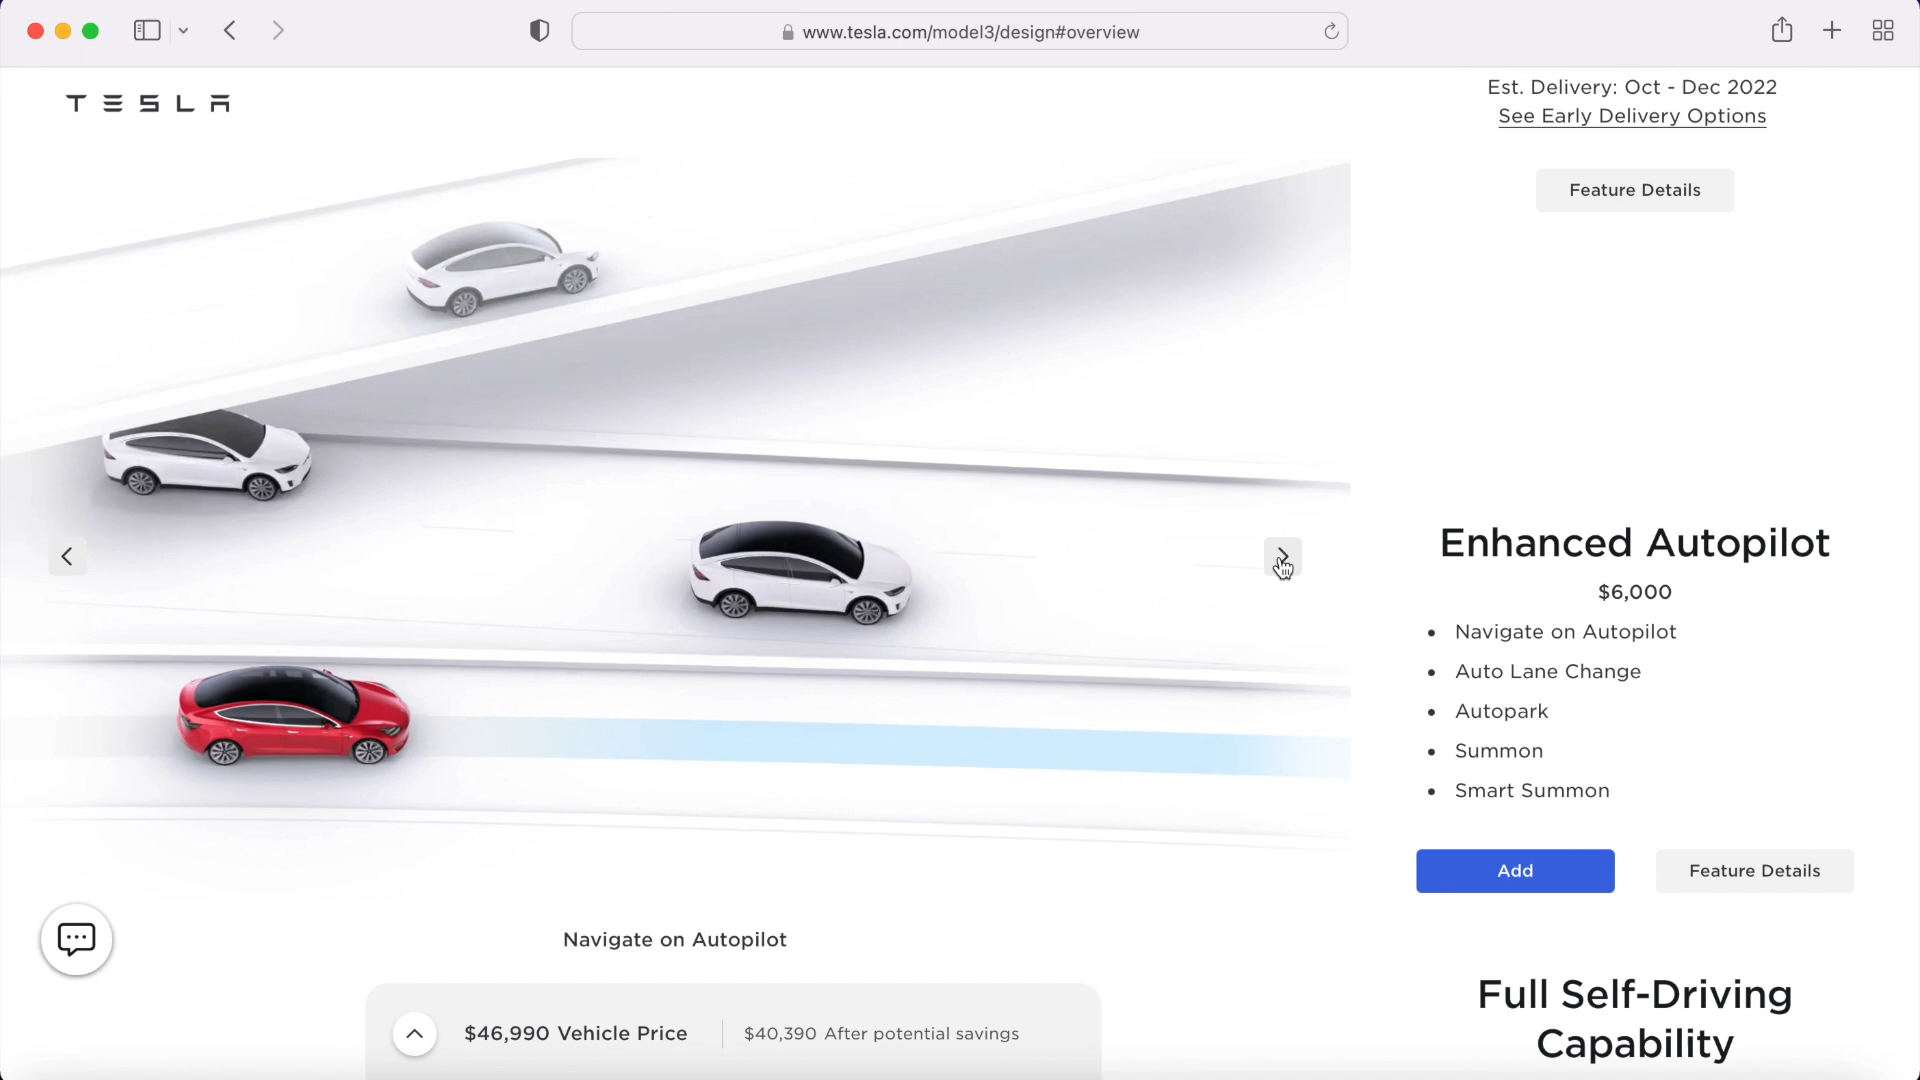 www.tesla.com/model3/design#overview
TESLA
Est. Delivery: Oct - Dec 2022
See Early Delivery Options
Feature Details
Enhanced Autopilot
$6,000
• Navigate on Autopilot
• Auto Lane Change
• Autopark
• Summon
• Smart Summon
Add
Feature Details
Navigate on Autopilot
$46,990 Vehicle Price
$40,390 After potential savings
Full Self-Driving
Capability